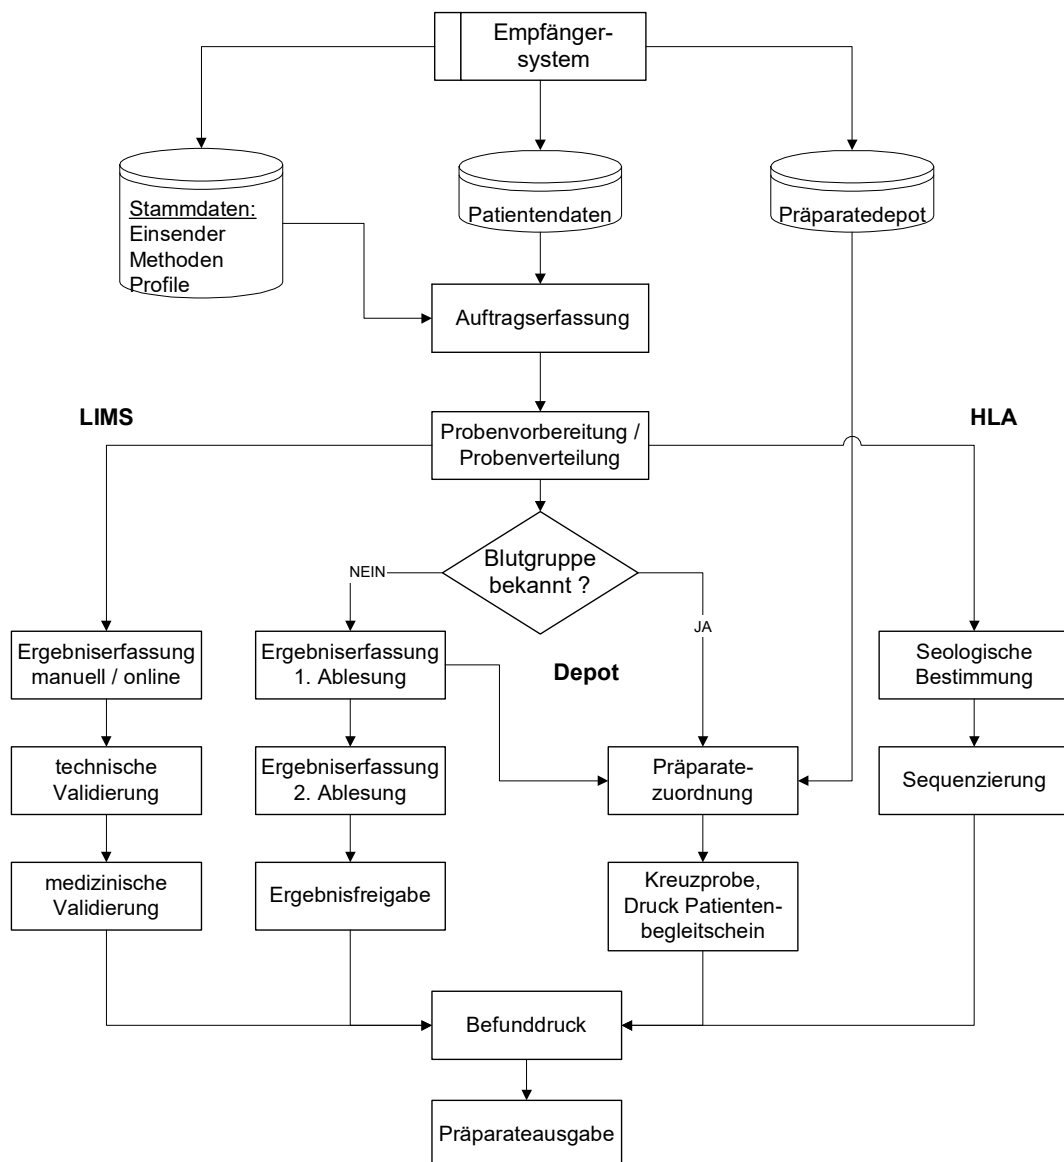 Empfänger-
system
Stammdaten:
Einsender
Methoden
Profile
Patientendaten
Präparatedepot
Auftragserfassung
LIMS
HLA
Probenvorbereitung /
Probenverteilung
Blutgruppe
bekannt ?
NEIN
JA
Ergebniserfassung
manuell / online
Ergebniserfassung
1. Ablesung
Depot
Seologische
Bestimmung
technische
Validierung
Ergebniserfassung
2. Ablesung
Präparate-
zuordnung
Sequenzierung
medizinische
Validierung
Ergebnisfreigabe
Kreuzprobe,
Druck Patienten-
begleitschein
Befunddruck
Präparateausgabe